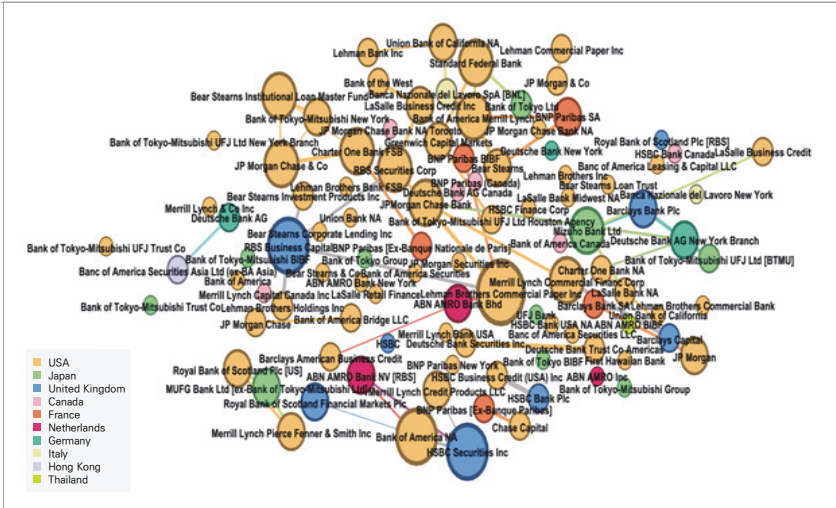 Union Bank of California NA
Lehman Bank Inc
Lehman Commercial Paper Inc
Standard Federal Bank
Bank of the West
JP Morgan & Co
Bear Stearns Institutional Loan Master Fund
Banca Nazionale del Lavoro SpA [BNL]
LaSalle Business Credit Inc
Bank of Tokyo Ltd
Bank of Tokyo-Mitsubishi New York
Bank of America Merrill Lynch
BNP Paribas SA
JP Morgan Chase Bank NA Toronto
JP Morgan Chase Bank NA
Bank of Tokyo-Mitsubishi UFJ Ltd New York Branch
Greenwich Capital Markets
Royal Bank of Scotland Plc [RBS]
Charter One Bank FSB
Deutsche Bank New York
HSBC Bank Canada
LaSalle Business Credit
BNP Paribas BIBF
JP Morgan Chase & Co
RBS Securities Corp
Bear Stearns
Banc of America Leasing & Capital LLC
BNP Paribas (Canada)
Lehman Brothers Inc
Lehman Brothers Bank FSB
Deutsche Bank AG Canada
Bear Stearns Loan Trust
Bear Stearns Investment Products Inc
LaSalle Bank Midwest NA
Banca Nazionale del Lavoro New York
JPMorgan Chase Bank
Merrill Lynch & Co Inc
HSBC Finance Corp
Barclays Bank Plc
Deutsche Bank AG
Union Bank NA
Bank of Tokyo-Mitsubishi UFJ Ltd Houston Agency
Mizuho Bank Ltd
Bear Stearns Corporate Lending Inc
Bank of America Canada
Deutsche Bank AG New York Branch
Bank of Tokyo-Mitsubishi UFJ Trust Co
RBS Business Capital
BNP Paribas [Ex-Banque Nationale de Paris]
Bank of Tokyo-Mitsubishi BIBF
Bank of Tokyo Group
JP Morgan Securities Inc
Bank of Tokyo-Mitsubishi UFJ Ltd [BTMU]
Banc of America Securities Asia Ltd (ex-BA Asia)
Bear Stearns & Co
Bank of America Securities
Charter One Bank NA
Bank of America
ABN AMRO Bank New York
Merrill Lynch Commercial Financ Corp
Merrill Lynch Capital Canada Inc
LaSalle Retail Finance
Lehman Brothers Commercial Paper Inc
LaSalle Bank NA
Bank of Tokyo-Mitsubishi Trust Co
Lehman Brothers Holdings Inc
ABN AMRO Bank Bhd
Barclays Bank SA
Lehman Brothers Commercial Bank
Bank of America Bridge LLC
UFJ Bank
Union Bank of California
JP Morgan Chase
HSBC Bank USA NA
ABN AMRO BIBF
Merrill Lynch Bank USA
Banc of America Securities LLC
Barclays Capital
HSBC
Deutsche Bank Securities Inc
Deutsche Bank Trust Co Americas
Barclays American Business Credit
JP Morgan
BNP Paribas New York
Bank of Tokyo
First Hawaiian Bank
Royal Bank of Scotland Plc [US]
ABN AMRO Bank NV [RBS]
HSBC Business Credit (USA) Inc
ABN AMRO Inc
MUFG Bank Ltd [ex-Bank of Tokyo-Mitsubishi Ltd]
Merrill Lynch Credit Products LLC
Bank of Tokyo-Mitsubishi Group
Royal Bank of Scotland Financial Markets Plc
HSBC Bank Plc
BNP Paribas [Ex-Banque Paribas]
Merrill Lynch Pierce Fenner & Smith Inc
Chase Capital
Bank of America NA
HSBC Securities Inc
USA
Japan
United Kingdom
Canada
France
Netherlands
Germany
Italy
Hong Kong
Thailand